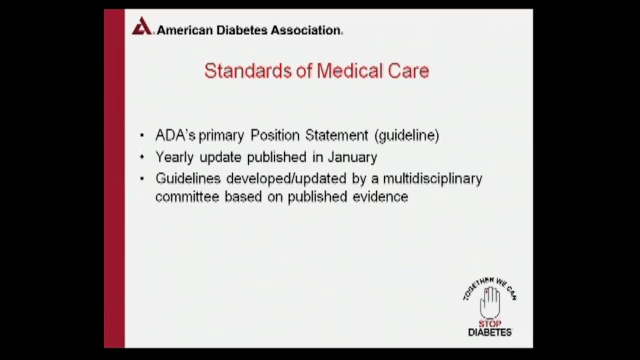 American Diabetes Association.
Standards of Medical Care
• ADA's primary Position Statement (guideline)
• Yearly update published in January
• Guidelines developed/updated by a multidisciplinary
committee based on published evidence
TOGETHER WE CAN
STOP
DIABETES